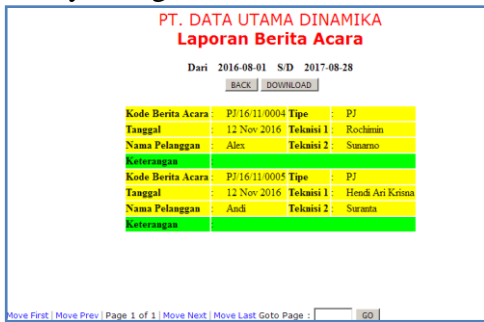 PT. DATA UTAMA DINAMIKA
Laporan Berita Acara
Dari 2016-08-01 S/D 2017-08-28
BACK DOWNLOAD
Kode Berita Acara : PJ/16/11/0004 Tipe : PJ
Tanggal : 12 Nov 2016 Teknisi 1 : Rochimin
Nama Pelanggan : Alex Teknisi 2 : Sunarno
Keterangan :
Kode Berita Acara : PJ/16/11/0005 Tipe : PJ
Tanggal : 12 Nov 2016 Teknisi 1 : Hendi Ari Krisna
Nama Pelanggan : Andi Teknisi 2 : Suranta
Keterangan :
Move First | Move Prev | Page 1 of 1 | Move Next | Move Last Goto Page : GO